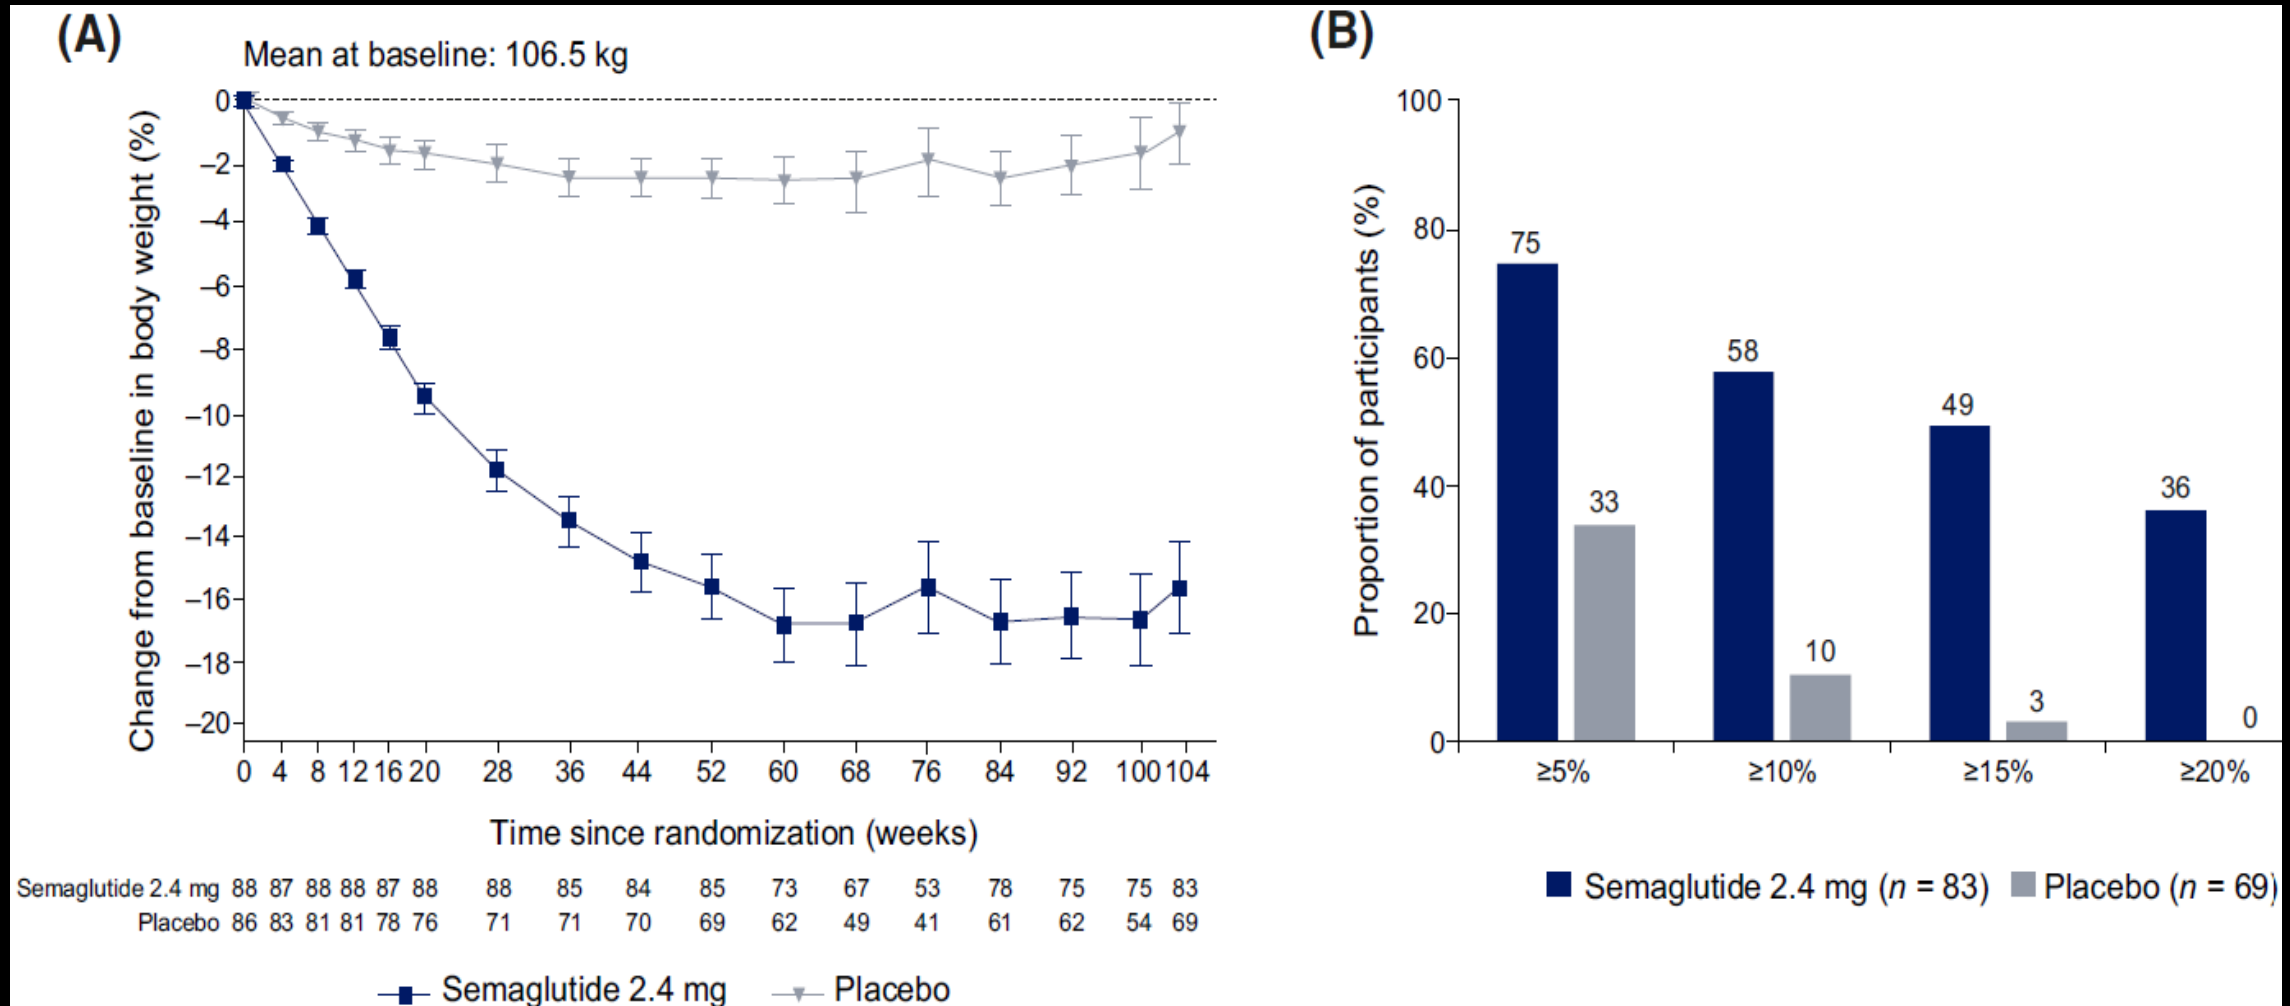 (A)
Mean at baseline: 106.5 kg
Change from baseline in body weight (%)
0
–2
–4
–6
–8
–10
–12
–14
–16
–18
–20
0 4 8 12 16 20 28 36 44 52 60 68 76 84 92 100 104
Time since randomization (weeks)
Semaglutide 2.4 mg 88 87 88 88 87 88 88 85 84 85 73 67 53 78 75 75 83
Placebo 86 83 81 81 78 76 71 71 70 69 62 49 41 61 62 54 69
Semaglutide 2.4 mg Placebo
(B)
Proportion of participants (%)
100
80
60
40
20
0
75
33
58
10
49
3
36
0
≥5% ≥10% ≥15% ≥20%
Semaglutide 2.4 mg (n = 83) Placebo (n = 69)